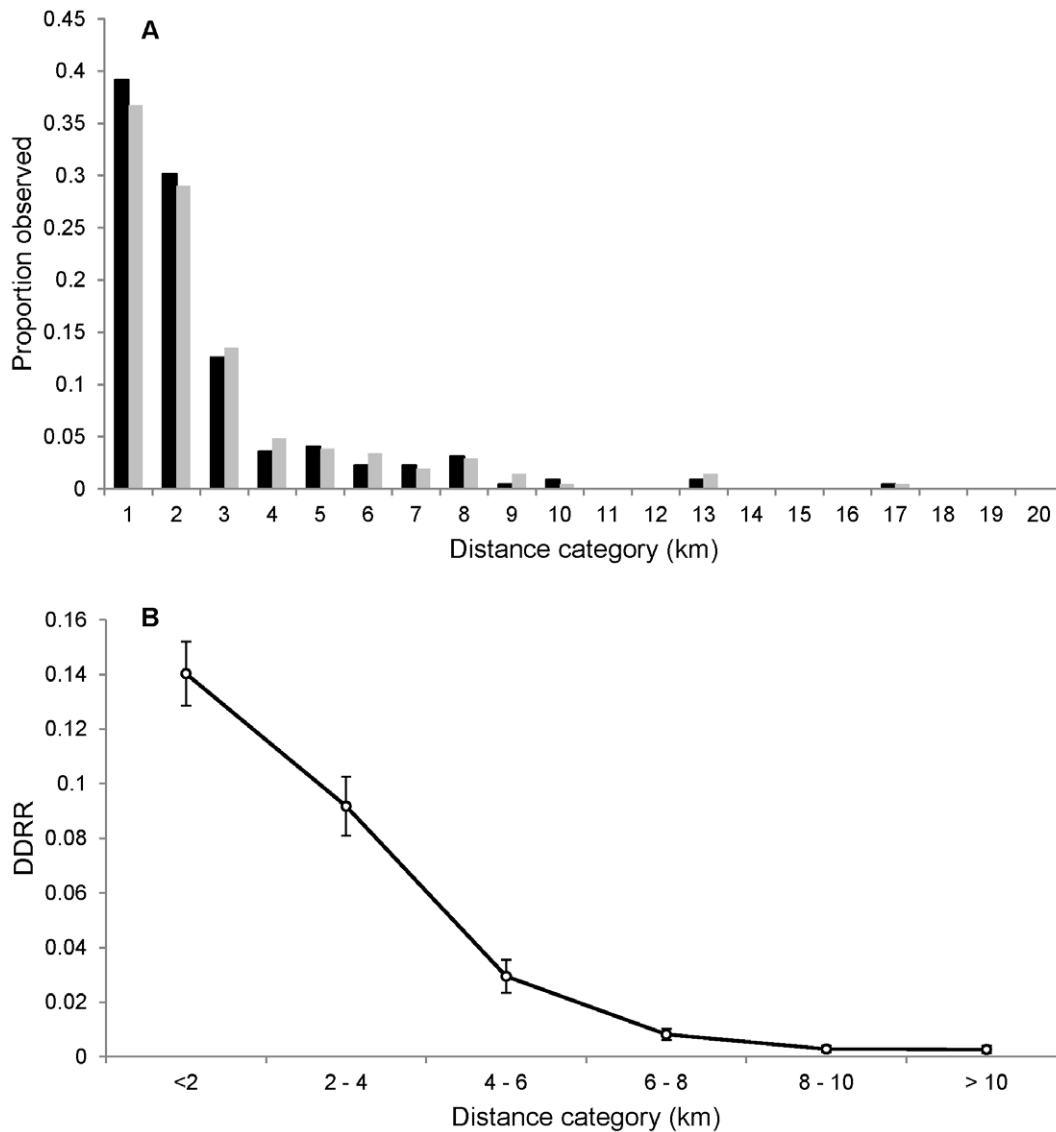 A
Proportion observed
0.45
0.4
0.35
0.3
0.25
0.2
0.15
0.1
0.05
0
1 2 3 4 5 6 7 8 9 10 11 12 13 14 15 16 17 18 19 20
Distance category (km)
B
DDRR
0.16
0.14
0.12
0.1
0.08
0.06
0.04
0.02
0
<2 2 - 4 4 - 6 6 - 8 8 - 10 > 10
Distance category (km)